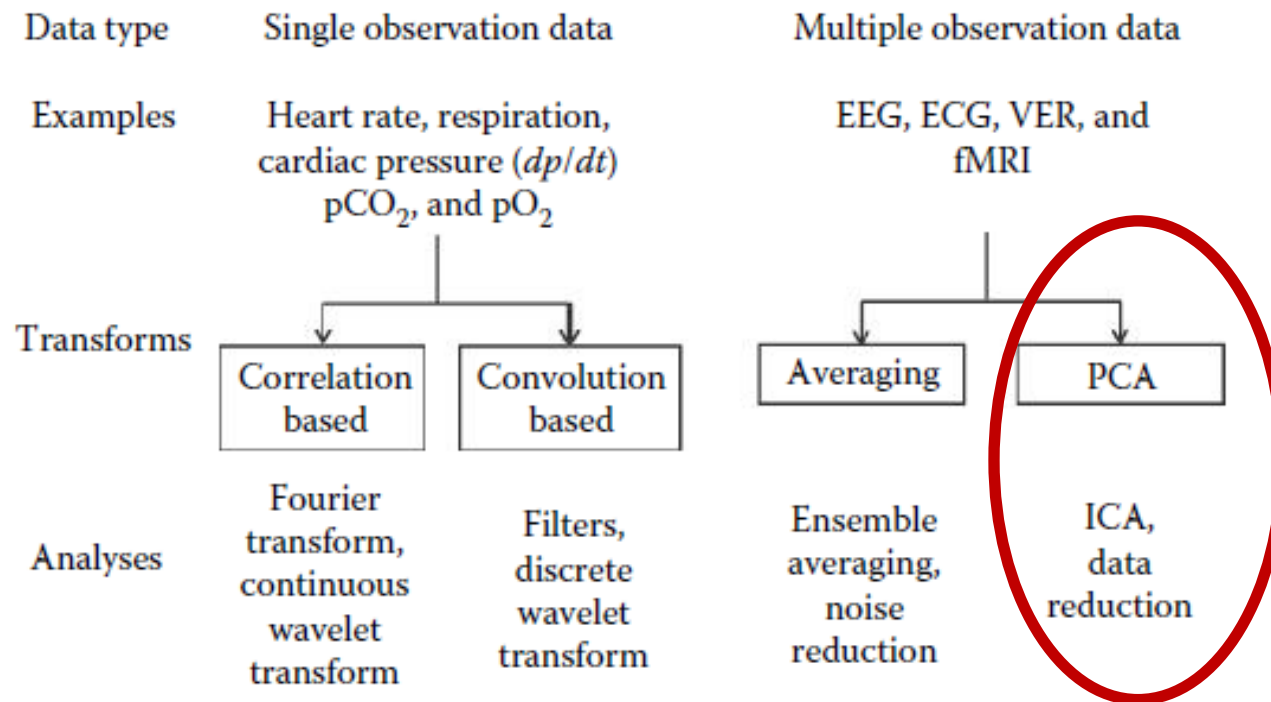 Data type Single observation data Multiple observation data
Examples Heart rate, respiration, EEG, ECG, VER, and
cardiac pressure (dp/dt) fMRI
pCO₂, and pO₂
Transforms
Correlation based
Convolution based
Averaging
PCA
Analyses
Fourier
transform,
continuous
wavelet
transform
Filters,
discrete
wavelet
transform
Ensemble
averaging,
noise
reduction
ICA,
data
reduction